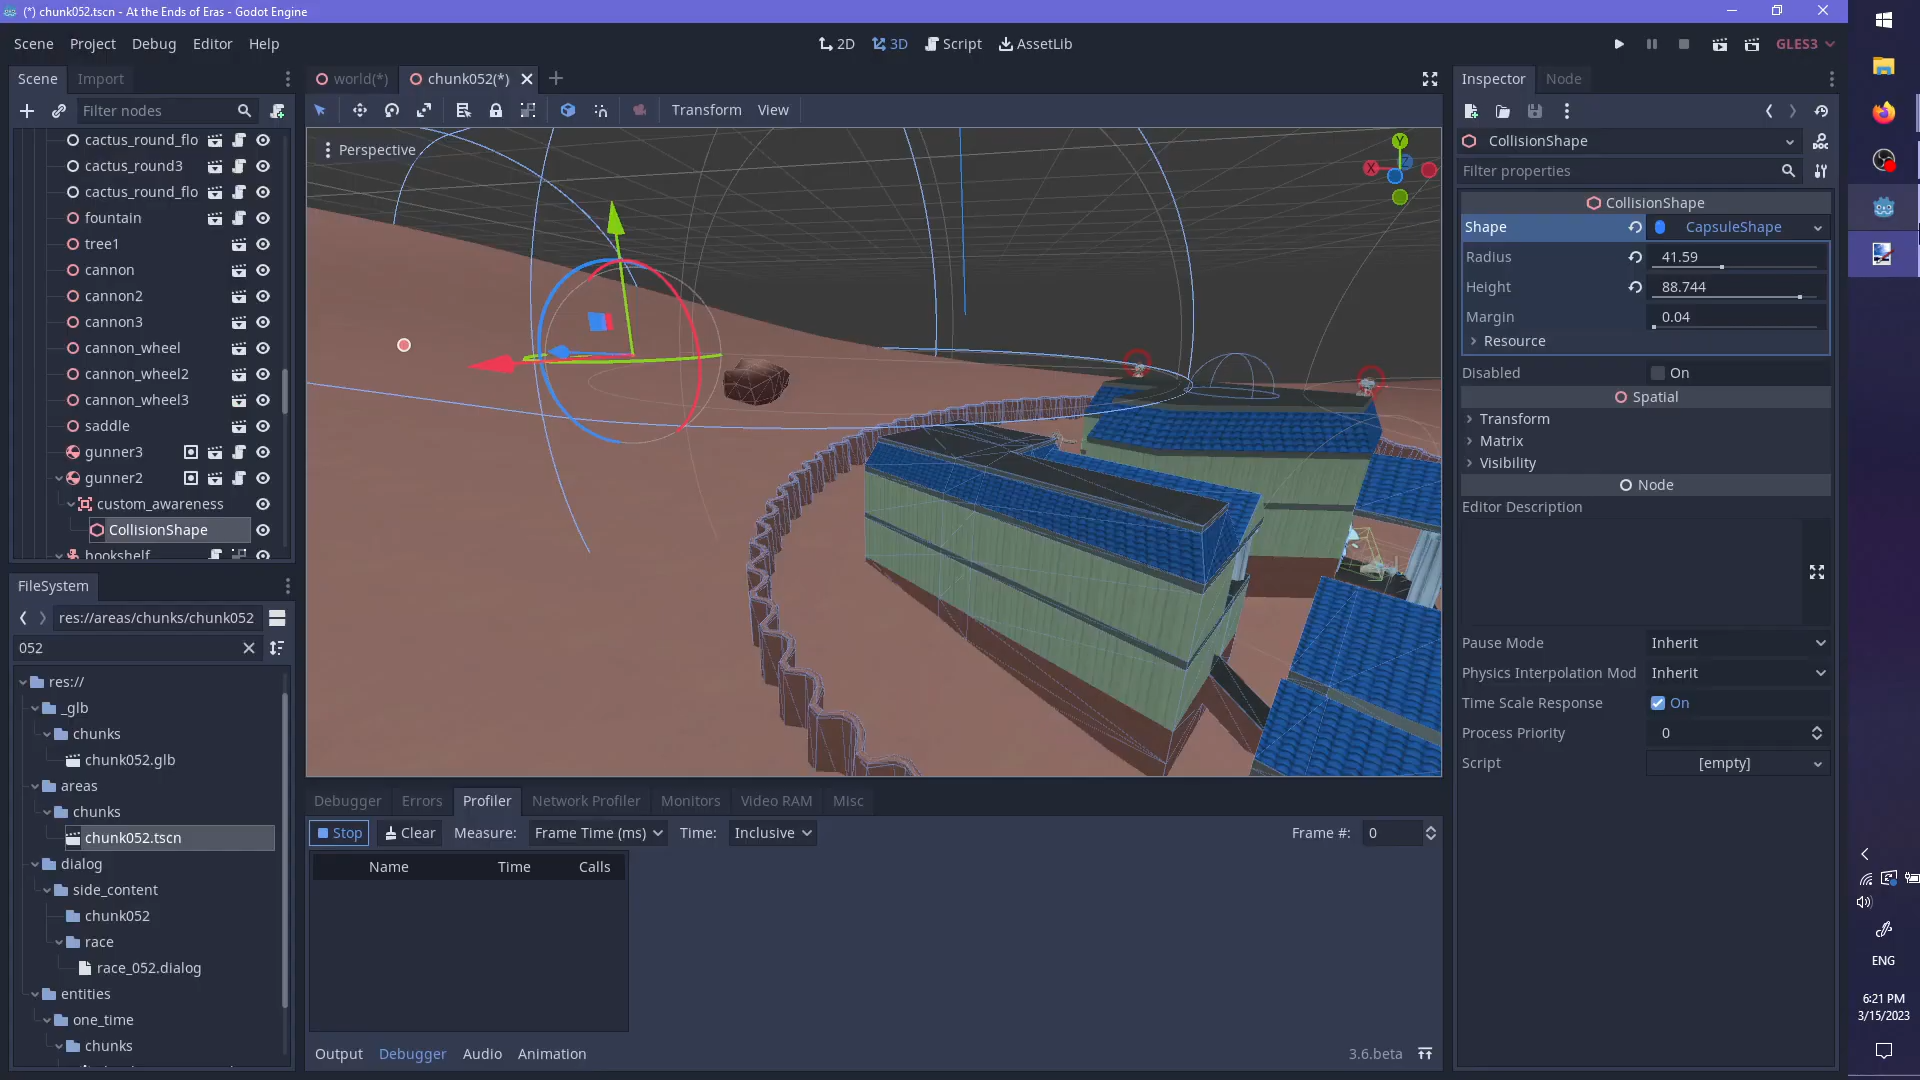 (*) chunk052.tscn - At the Ends of Eras - Godot Engine
Scene Project Debug Editor Help
2D 3D Script AssetLib
GLES3
Scene Import
world(*) chunk052(*)
Inspector Node
Filter nodes
Transform View
CollisionShape
Filter properties
Perspective
Y
X
Z
cactus_round_flo
cactus_round3
cactus_round_flo
fountain
tree1
cannon
cannon2
cannon3
cannon_wheel
cannon_wheel2
cannon_wheel3
saddle
gunner3
gunner2
custom_awareness
CollisionShape
bookshelf
CollisionShape
Shape CapsuleShape
Radius 41.59
Height 88.744
Margin 0.04
Resource
Disabled On
Spatial
Transform
Matrix
Visibility
Node
Editor Description
Pause Mode Inherit
Physics Interpolation Mod Inherit
Time Scale Response On
Process Priority 0
Script [empty]
FileSystem
res://areas/chunks/chunk052
052
res://
_glb
chunks
chunk052.glb
areas
chunks
chunk052.tscn
dialog
side_content
chunk052
race
race_052.dialog
entities
one_time
chunks
Debugger Errors Profiler Network Profiler Monitors Video RAM Misc
Stop Clear Measure: Frame Time (ms) Time: Inclusive Frame #: 0
Name Time Calls
Output Debugger Audio Animation
3.6.beta
ENG
6:21 PM
3/15/2023